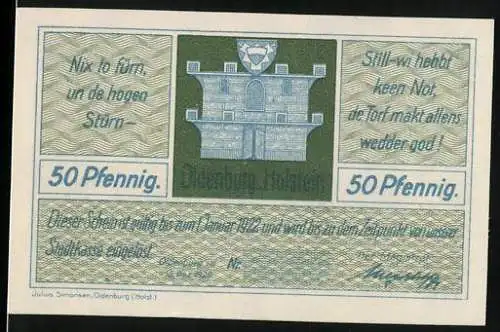 Nix to fürn,
un de hogen
Stürn-
Still-wi hebbt
keen Not,
de Torf makt allens
wedder god!
Oldenburg Holstein
50 Pfennig.
50 Pfennig.
Dieser Schein ist gültig bis zum 1. Januar 1922 und wird bis zu dem Zeitpunkt von unserer
Stadtkasse eingelöst.
Oldenburg
Nr.
Julius Simonsen, Oldenburg (Holst.)